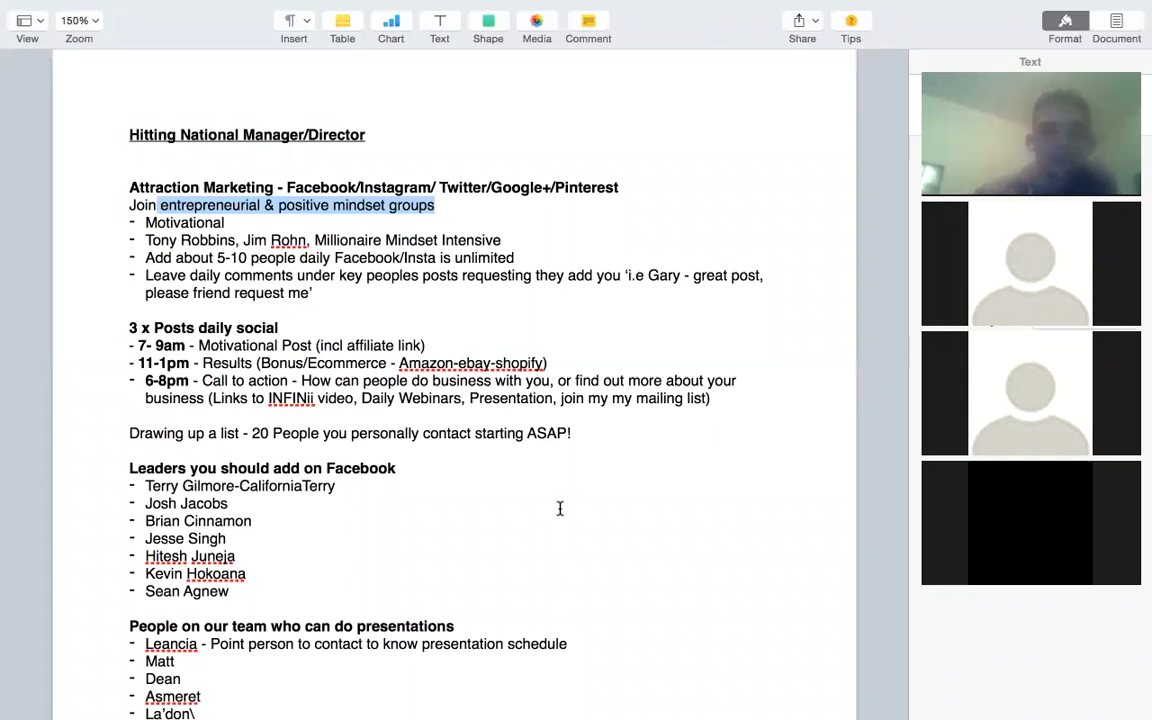 150%
View
Zoom
Insert
Table
Chart
Text
Shape
Media
Comment
Share
Tips
Format
Document
Text
Hitting National Manager/Director
Attraction Marketing - Facebook/Instagram/ Twitter/Google+/Pinterest
Join entrepreneurial & positive mindset groups
- Motivational
- Tony Robbins, Jim Rohn, Millionaire Mindset Intensive
- Add about 5-10 people daily Facebook/Insta is unlimited
- Leave daily comments under key peoples posts requesting they add you ‘i.e Gary - great post,
please friend request me’
3 x Posts daily social
- 7- 9am - Motivational Post (incl affiliate link)
- 11-1pm - Results (Bonus/Ecommerce - Amazon-ebay-shopify)
- 6-8pm - Call to action - How can people do business with you, or find out more about your
business (Links to INFINii video, Daily Webinars, Presentation, join my my mailing list)
Drawing up a list - 20 People you personally contact starting ASAP!
Leaders you should add on Facebook
- Terry Gilmore-CaliforniaTerry
- Josh Jacobs
- Brian Cinnamon
- Jesse Singh
- Hitesh Juneja
- Kevin Hokoana
- Sean Agnew
People on our team who can do presentations
- Leancia - Point person to contact to know presentation schedule
- Matt
- Dean
- Asmeret
- La’don\